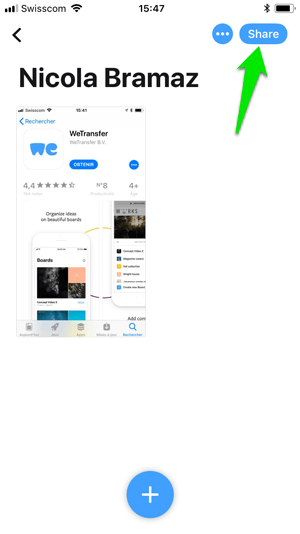 Swisscom 15:47
Share
Nicola Bramaz
Swisscom 15:41
Rechercher
WeTransfer
WeTransfer B.V.
OBTENIR
4,4 N°8 4+
Organize ideas
on beautiful boards
Boards
Add com
Rechercher